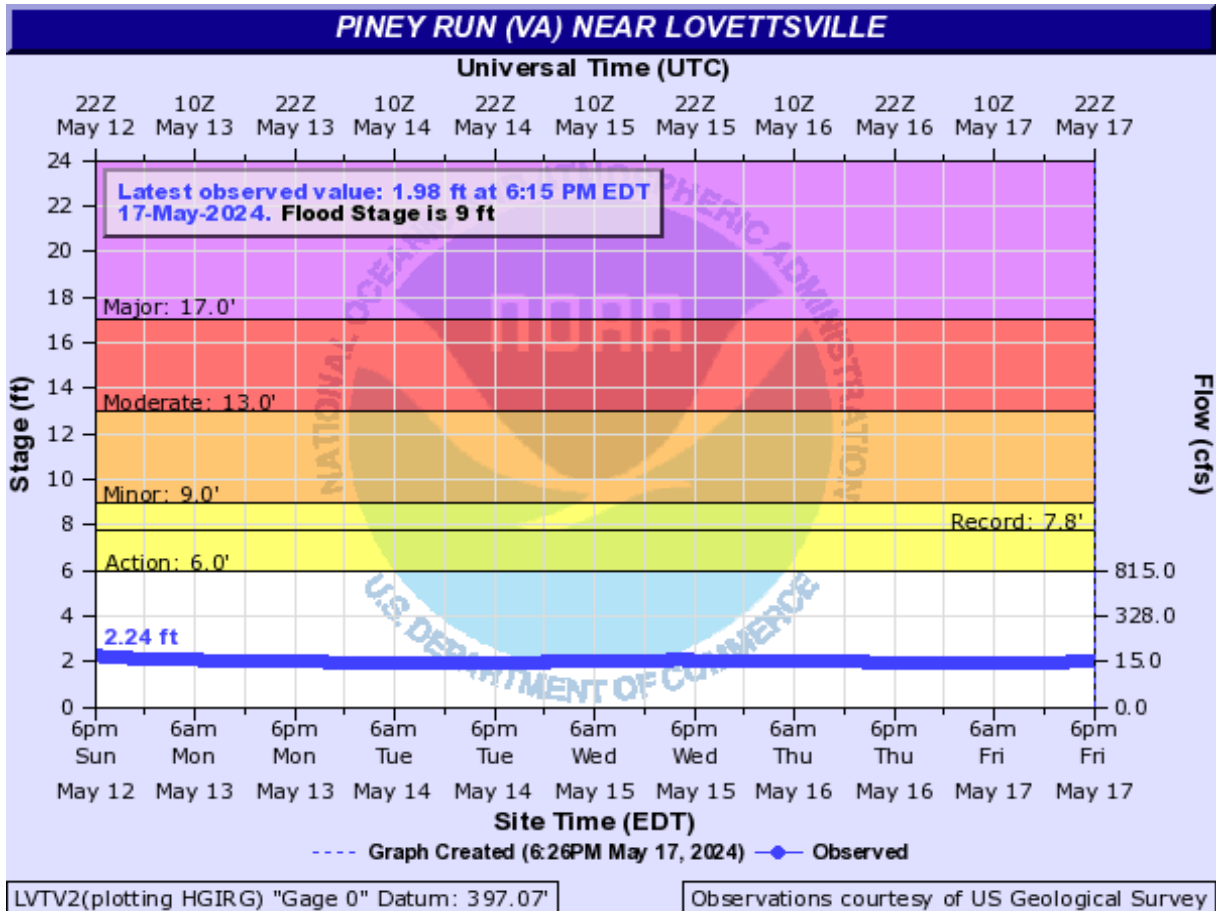 PINEY RUN (VA) NEAR LOVETTSVILLE
Universal Time (UTC)
22Z 10Z 22Z 10Z 22Z 10Z 22Z 10Z 22Z 10Z 22Z
May 12 May 13 May 13 May 14 May 14 May 15 May 15 May 16 May 16 May 17 May 17
Latest observed value: 1.98 ft at 6:15 PM EDT
17-May-2024. Flood Stage is 9 ft
24
22
20
18
Major: 17.0'
16
14
Moderate: 13.0'
12
10
Minor: 9.0'
8
Record: 7.8'
Action: 6.0'
6 815.0
4 328.0
2.24 ft
2 15.0
0 0.0
Stage (ft)
Flow (cfs)
NATIONAL OCEANIC AND ATMOSPHERIC ADMINISTRATION
NOAA
U.S. DEPARTMENT OF COMMERCE
6pm 6am 6pm 6am 6pm 6am 6pm 6am 6pm 6am 6pm
Sun Mon Mon Tue Tue Wed Wed Thu Thu Fri Fri
May 12 May 13 May 13 May 14 May 14 May 15 May 15 May 16 May 16 May 17 May 17
Site Time (EDT)
Graph Created (6:26PM May 17, 2024) Observed
LVTV2(plotting HGIRG) "Gage 0" Datum: 397.07'
Observations courtesy of US Geological Survey